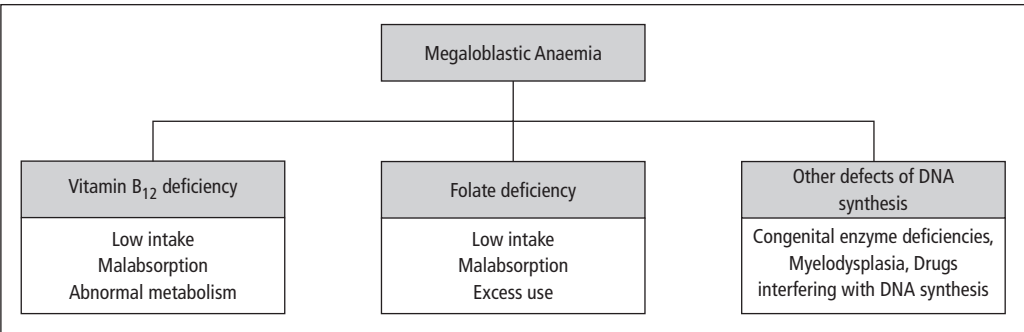 Megaloblastic Anaemia
Vitamin B12 deficiency
Low intake
Malabsorption
Abnormal metabolism
Folate deficiency
Low intake
Malabsorption
Excess use
Other defects of DNA
synthesis
Congenital enzyme deficiencies,
Myelodysplasia, Drugs
interfering with DNA synthesis